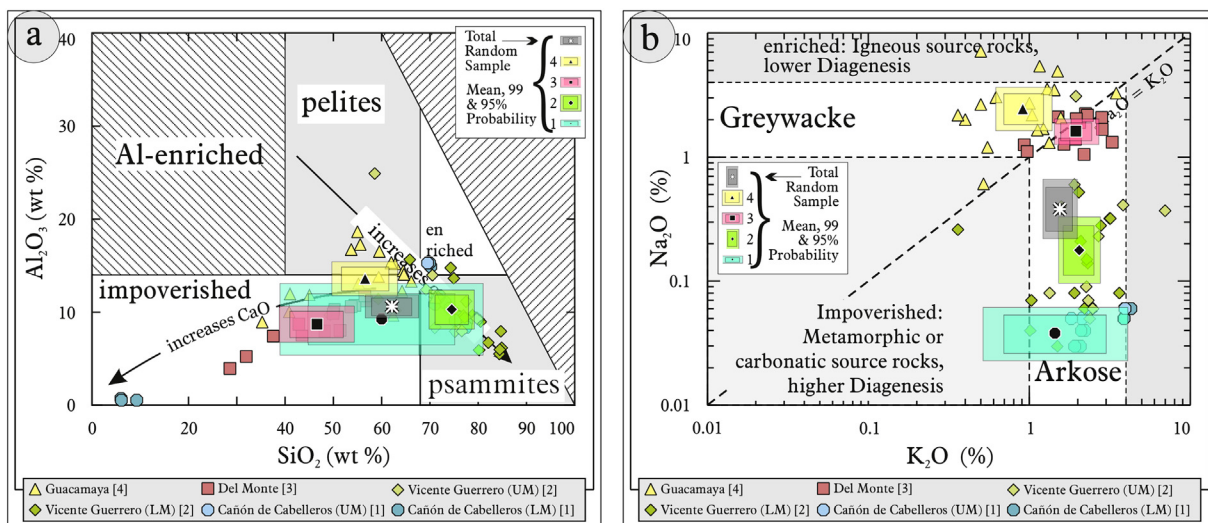 a
40
30
20
10
0
Al₂O₃ (wt %)
0 10 20 30 40 50 60 70 80 90 100
SiO₂ (wt %)
pelites
Al-enriched
impoverished
increases CaO
increases
en
riched
psammites
Total
Random
Sample
Mean, 99
& 95%
Probability
4
3
2
1
Guacamaya [4]
Del Monte [3]
Vicente Guerrero (UM) [2]
Vicente Guerrero (LM) [2]
Cañón de Cabelleros (UM) [1]
Cañón de Cabelleros (LM) [1]
b
10
1
0.1
0.01
Na₂O (%)
0.01 0.1 1 10
K₂O (%)
enriched: Igneous source rocks,
lower Diagenesis
Greywacke
a₂O = K₂O
Total
Random
Sample
Mean, 99
& 95%
Probability
4
3
2
1
Impoverished:
Metamorphic or
carbonatic source rocks,
higher Diagenesis
Arkose
Guacamaya [4]
Del Monte [3]
Vicente Guerrero (UM) [2]
Vicente Guerrero (LM) [2]
Cañón de Cabelleros (UM) [1]
Cañón de Cabelleros (LM) [1]